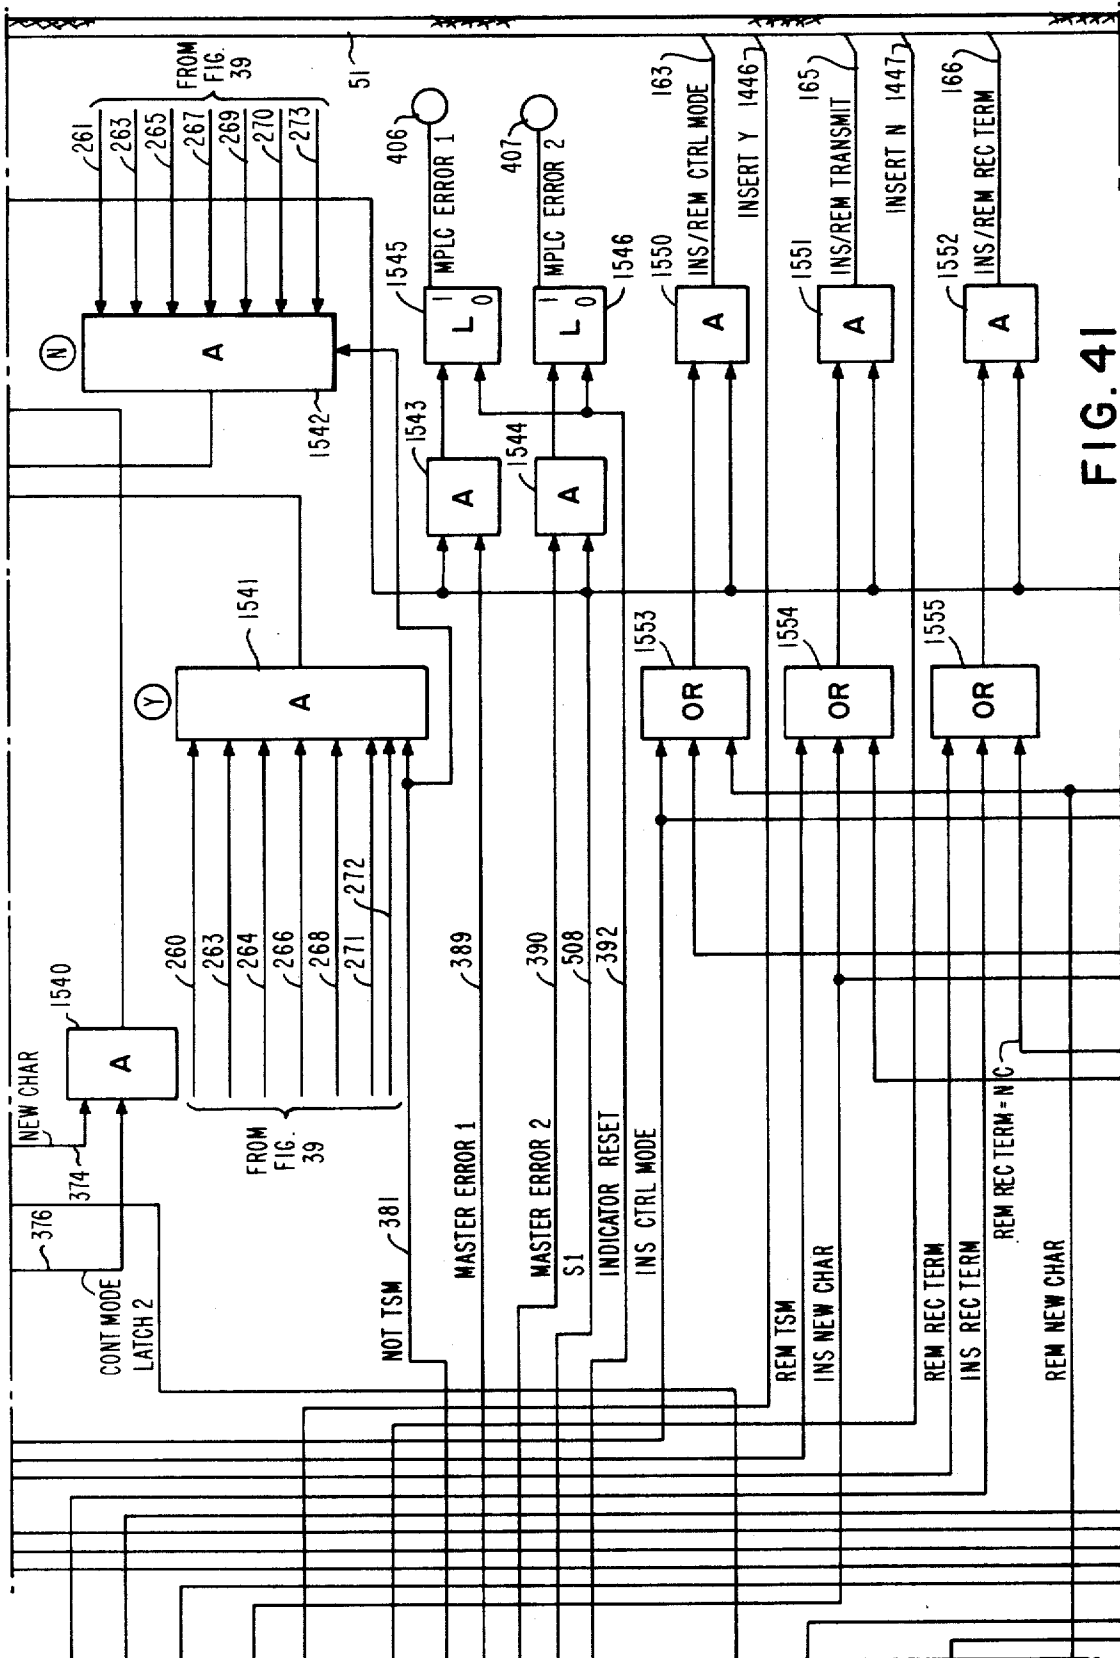 376
CONT MODE
LATCH 2
374
NEW CHAR
1540
A
FROM
FIG.
39
260
263
264
266
268
271
272
Y
1541
A
N
1542
A
261
263
265
267
269
270
273
FROM
FIG.
39
51
NOT TSM
381
MASTER ERROR 1
389
1543
A
1545
L
1
0
MPLC ERROR 1
406
MASTER ERROR 2
390
1544
A
1546
L
1
0
MPLC ERROR 2
407
S1
508
INDICATOR RESET
392
INS CTRL MODE
1553
OR
1550
A
INS/REM CTRL MODE
163
INSERT Y 1446
REM TSM
INS NEW CHAR
1554
OR
1551
A
INS/REM TRANSMIT
165
INSERT N 1447
REM REC TERM
INS REC TERM
REM REC TERM = NC
1555
OR
1552
A
INS/REM REC TERM
166
REM NEW CHAR
FIG. 41